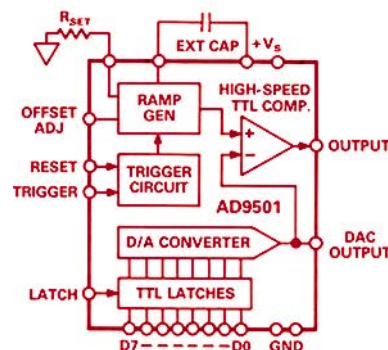 RSET
EXT CAP
+VS
RAMP GEN
HIGH-SPEED TTL COMP.
OFFSET ADJ
+
−
OUTPUT
RESET
TRIGGER
TRIGGER CIRCUIT
AD9501
D/A CONVERTER
DAC OUTPUT
LATCH
TTL LATCHES
D7
D0
GND